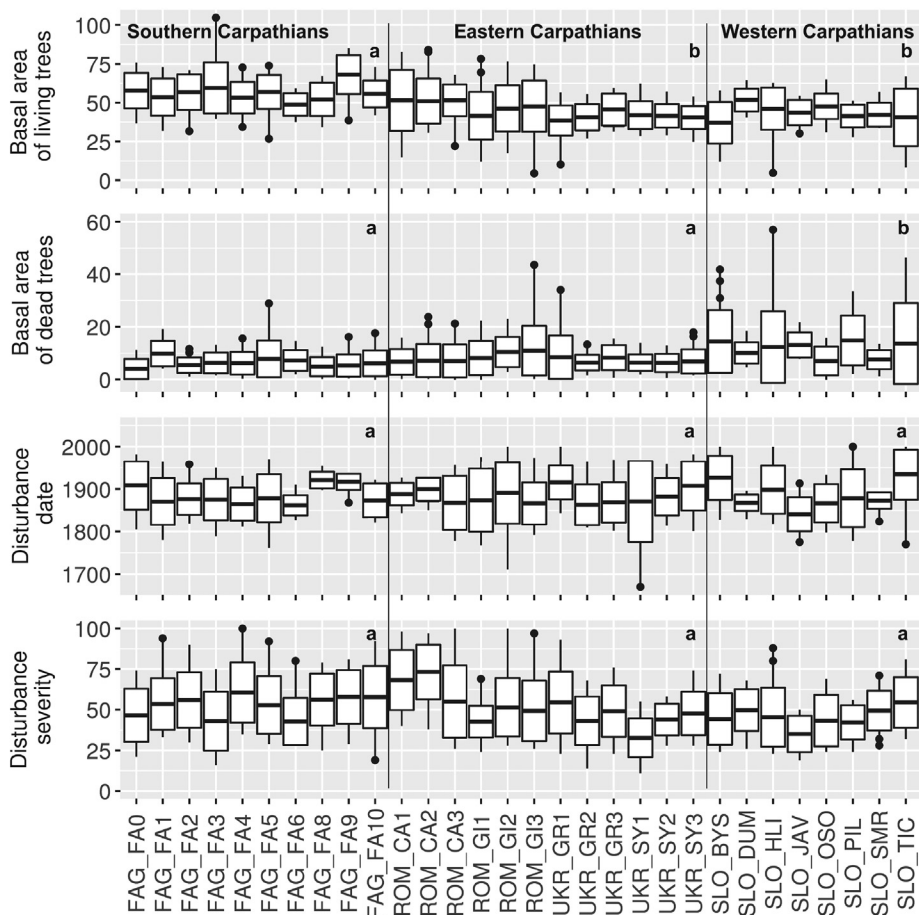 Southern Carpathians Eastern Carpathians Western Carpathians
Basal area
of living trees
100
75
50
25
0
a b b
Basal area
of dead trees
60
40
20
0
a a b
Disturbance
date
2000
1900
1800
1700
a a a
Disturbance
severity
100
75
50
25
0
a a a
FAG_FA0
FAG_FA1
FAG_FA2
FAG_FA3
FAG_FA4
FAG_FA5
FAG_FA6
FAG_FA8
FAG_FA9
FAG_FA10
ROM_CA1
ROM_CA2
ROM_CA3
ROM_GI1
ROM_GI2
ROM_GI3
UKR_GR1
UKR_GR2
UKR_GR3
UKR_SY1
UKR_SY2
UKR_SY3
SLO_BYS
SLO_DUM
SLO_HLI
SLO_JAV
SLO_OSO
SLO_PIL
SLO_SMR
SLO_TIC